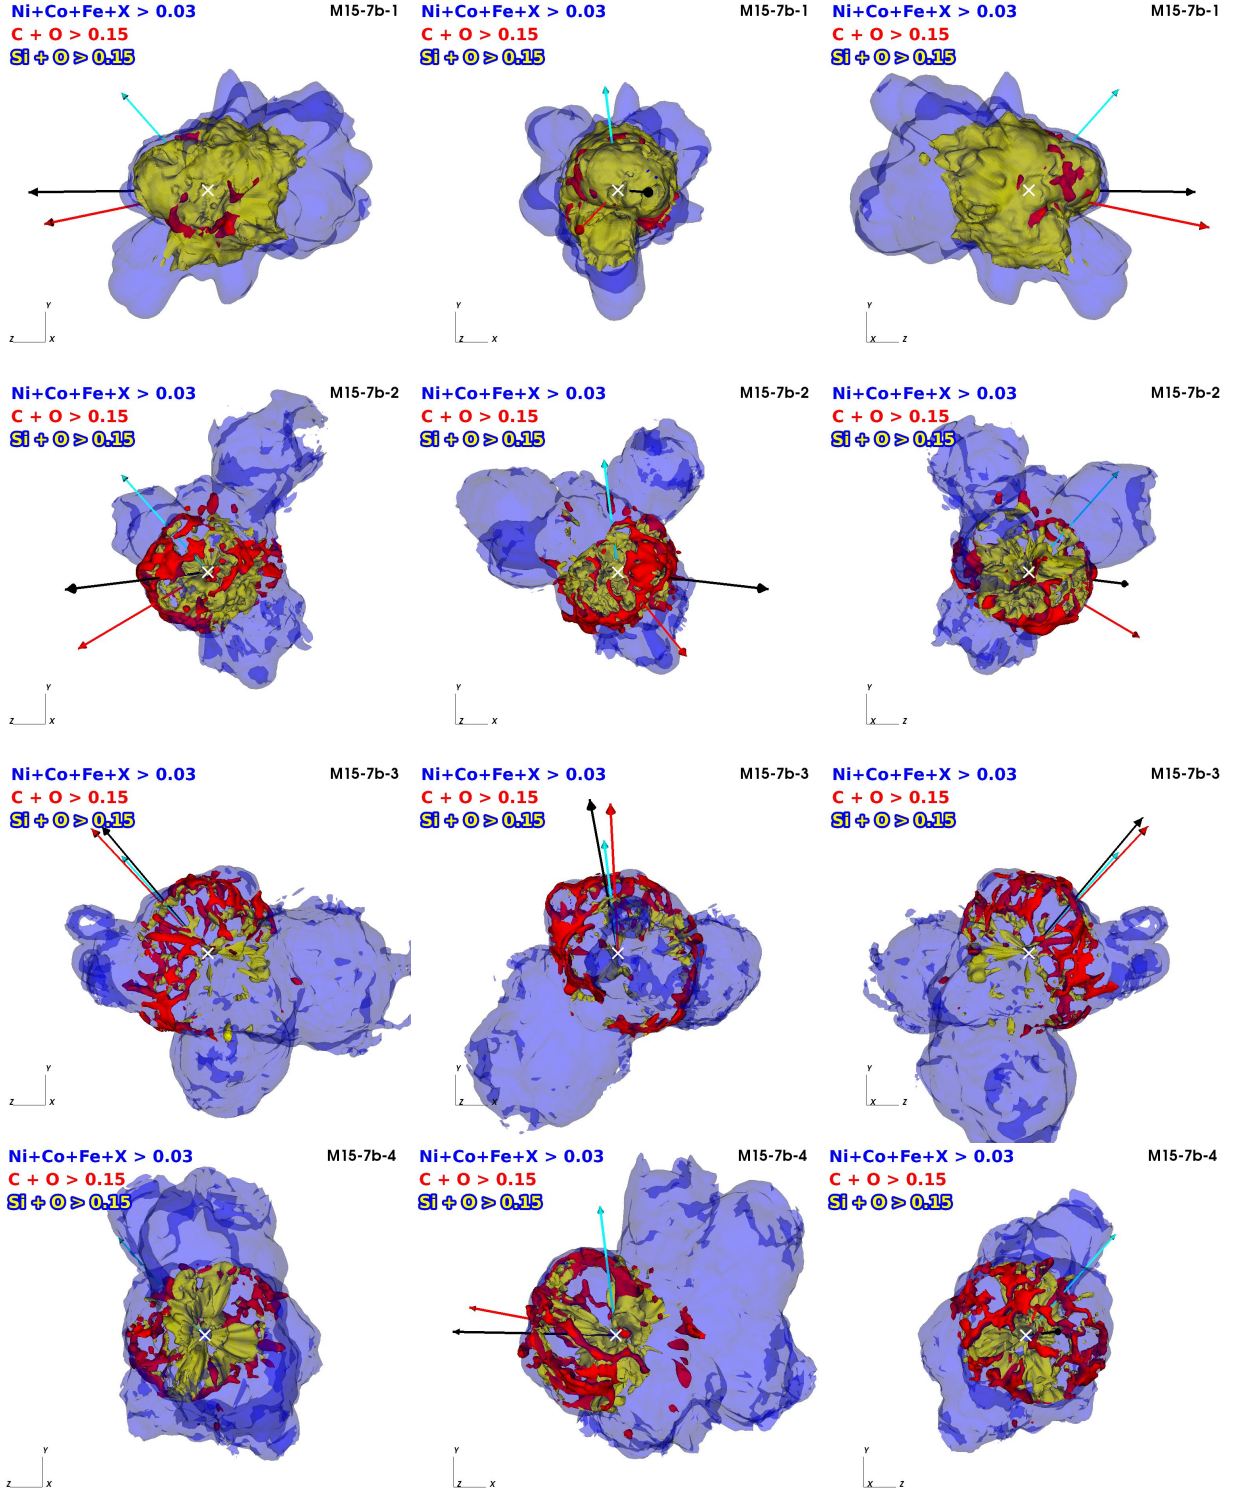 Ni+Co+Fe+X > 0.03 M15-7b-1 Ni+Co+Fe+X > 0.03 M15-7b-1 Ni+Co+Fe+X > 0.03 M15-7b-1
C + O > 0.15 C + O > 0.15 C + O > 0.15
Si + O > 0.15 Si + O > 0.15 Si + O > 0.15
Y Y Y
Z X Z X X Z
Ni+Co+Fe+X > 0.03 M15-7b-2 Ni+Co+Fe+X > 0.03 M15-7b-2 Ni+Co+Fe+X > 0.03 M15-7b-2
C + O > 0.15 C + O > 0.15 C + O > 0.15
Si + O > 0.15 Si + O > 0.15 Si + O > 0.15
Y Y Y
Z X Z X X Z
Ni+Co+Fe+X > 0.03 M15-7b-3 Ni+Co+Fe+X > 0.03 M15-7b-3 Ni+Co+Fe+X > 0.03 M15-7b-3
C + O > 0.15 C + O > 0.15 C + O > 0.15
Si + O > 0.15 Si + O > 0.15 Si + O > 0.15
Y Y Y
Z X Z X X Z
Ni+Co+Fe+X > 0.03 M15-7b-4 Ni+Co+Fe+X > 0.03 M15-7b-4 Ni+Co+Fe+X > 0.03 M15-7b-4
C + O > 0.15 C + O > 0.15 C + O > 0.15
Si + O > 0.15 Si + O > 0.15 Si + O > 0.15
Y Y Y
Z X Z X X Z